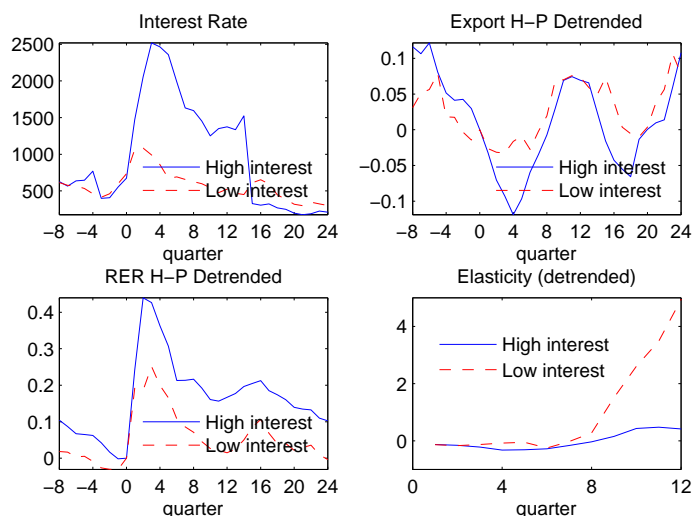 Interest Rate
2500
2000
1500
1000
500
High interest
Low interest
−8 −4 0 4 8 12 16 20 24
quarter
Export H−P Detrended
0.1
0.05
0
−0.05
−0.1
High interest
Low interest
−8 −4 0 4 8 12 16 20 24
quarter
RER H−P Detrended
0.4
0.3
0.2
0.1
0
High interest
Low interest
−8 −4 0 4 8 12 16 20 24
quarter
Elasticity (detrended)
4
2
0
High interest
Low interest
0 4 8 12
quarter